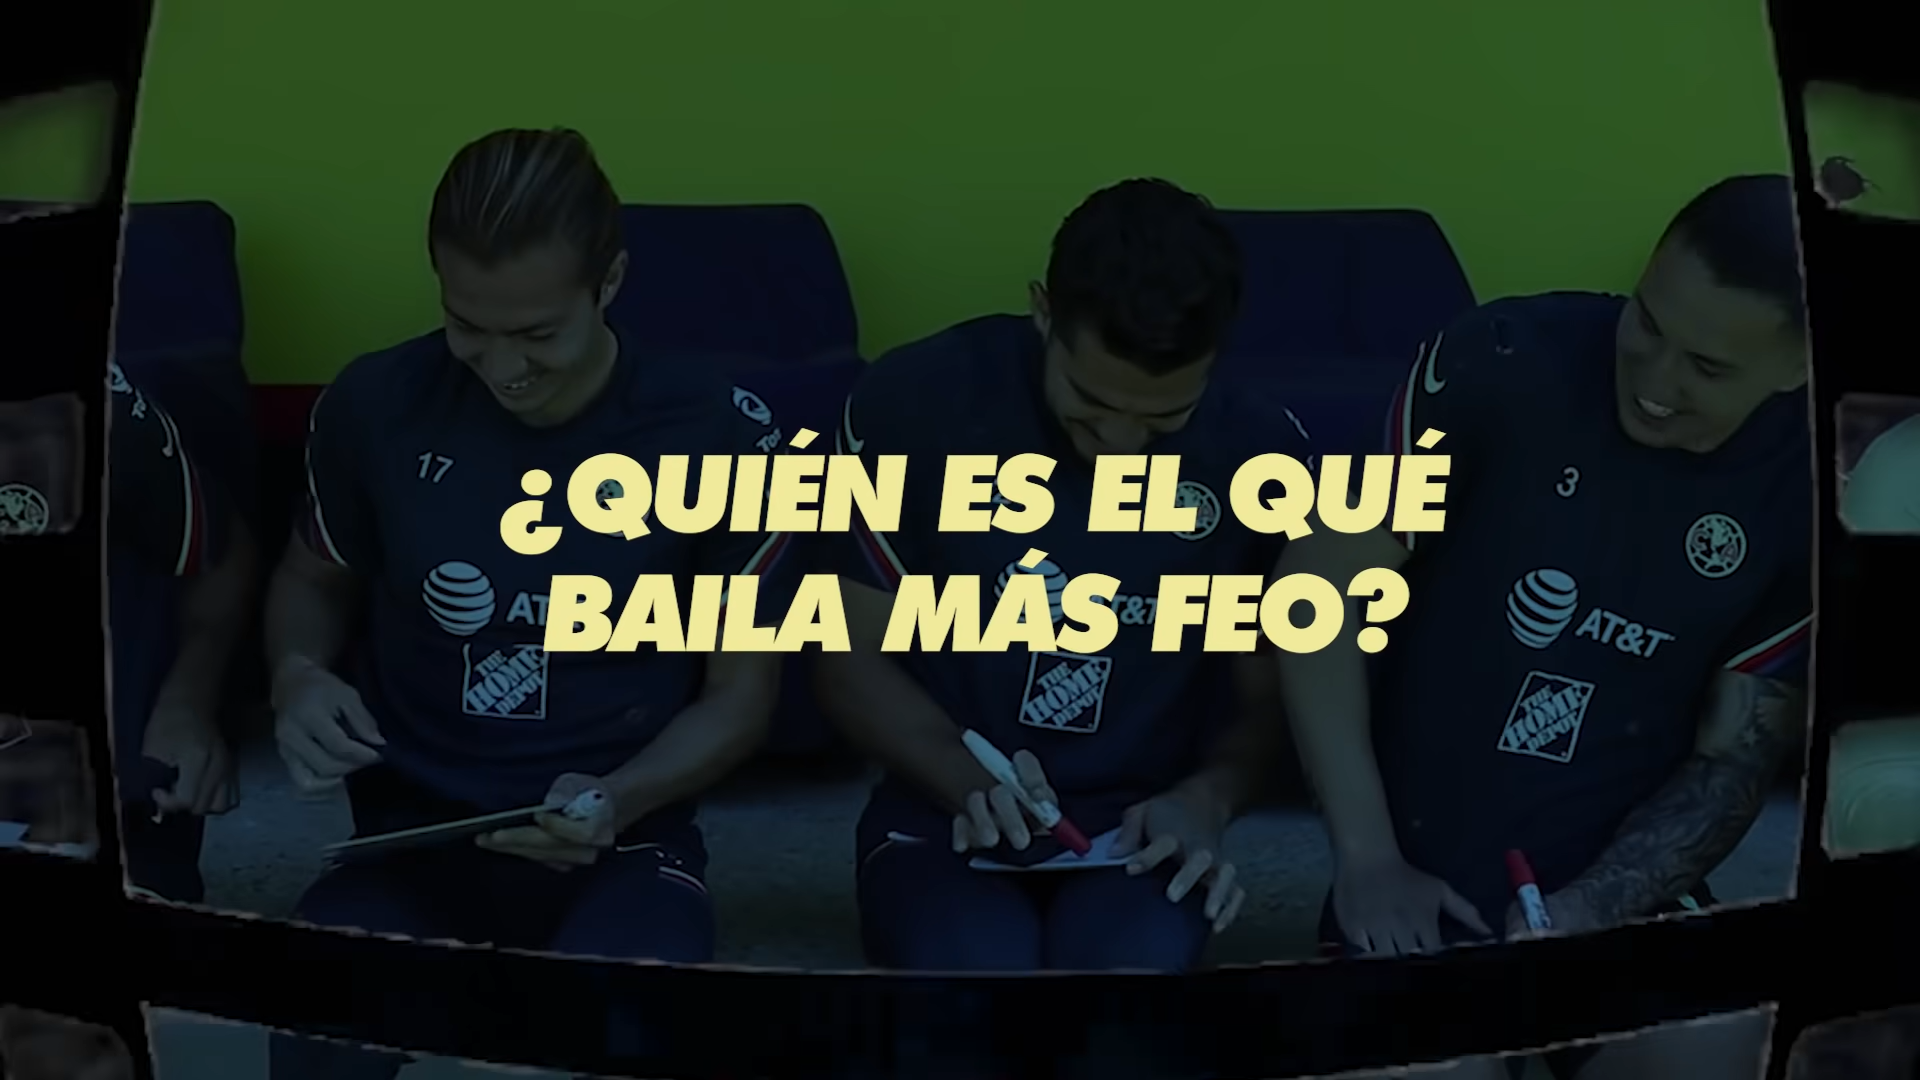 ¿QUIÉN ES EL QUÉ
BAILA MÁS FEO?
17
3
AT&T
AT&T
THE
HOME
DEPOT
THE
HOME
DEPOT
THE
HOME
DEPOT